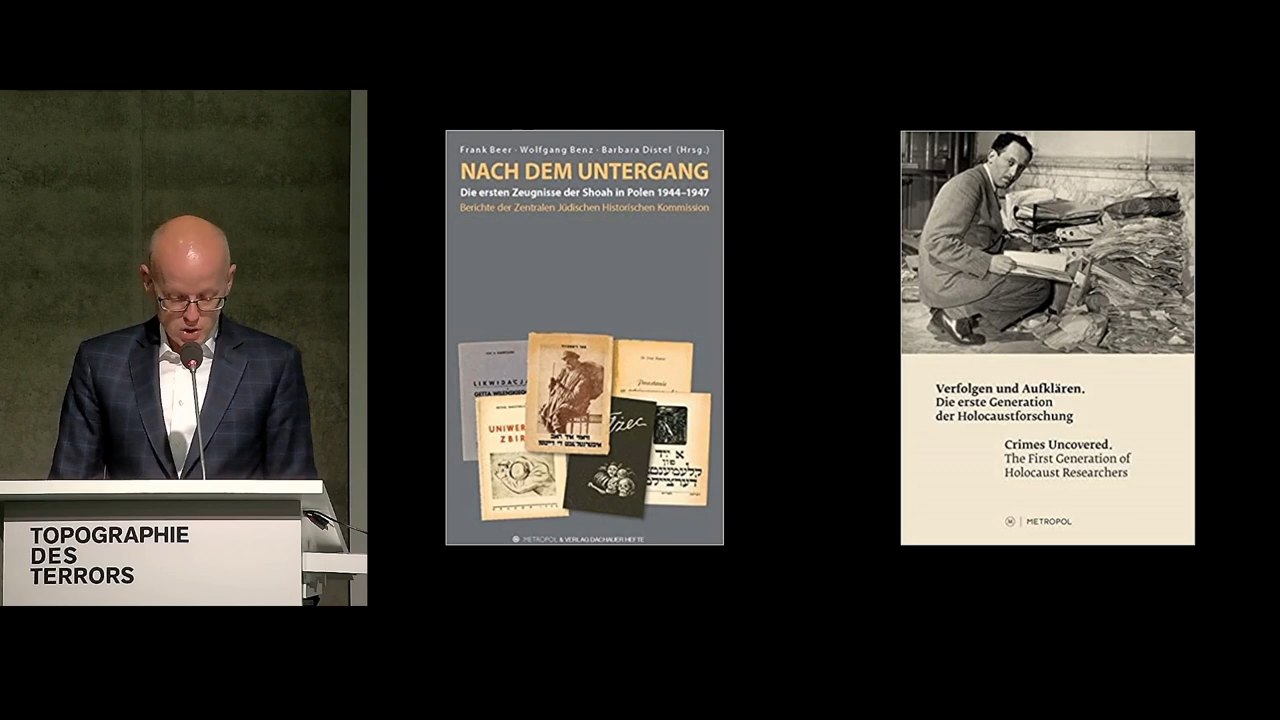 TOPOGRAPHIE
DES
TERRORS
Frank Beer · Wolfgang Benz · Barbara Distel (Hrsg.)
NACH DEM UNTERGANG
Die ersten Zeugnisse der Shoah in Polen 1944–1947
Berichte der Zentralen Jüdischen Historischen Kommission
LIKWIDACJA
GETTA WILEŃSKIEGO
UNIWER
ZBIR
METROPOL & VERLAG DACHAUER HEFTE
Verfolgen und Aufklären.
Die erste Generation
der Holocaustforschung
Crimes Uncovered.
The First Generation of
Holocaust Researchers
M | METROPOL